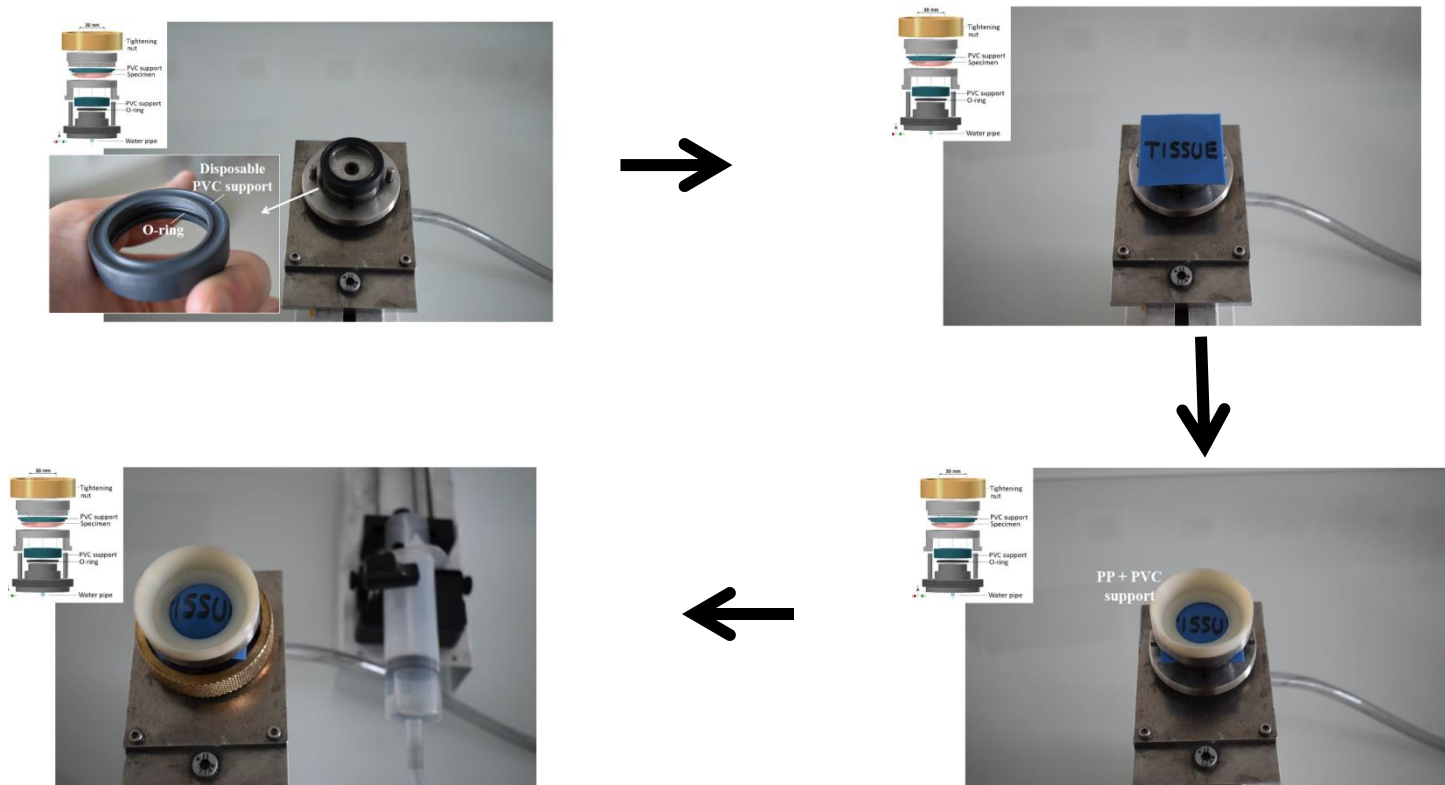 30 mm
Tightening
nut
PVC support
Specimen
PVC support
O-ring
Water pipe
Disposable
PVC support
O-ring
30 mm
Tightening
nut
PVC support
Specimen
PVC support
O-ring
Water pipe
TISSUE
30 mm
Tightening
nut
PVC support
Specimen
PVC support
O-ring
Water pipe
ISSU
30 mm
Tightening
nut
PVC support
Specimen
PVC support
O-ring
Water pipe
PP + PVC
support
TISSU